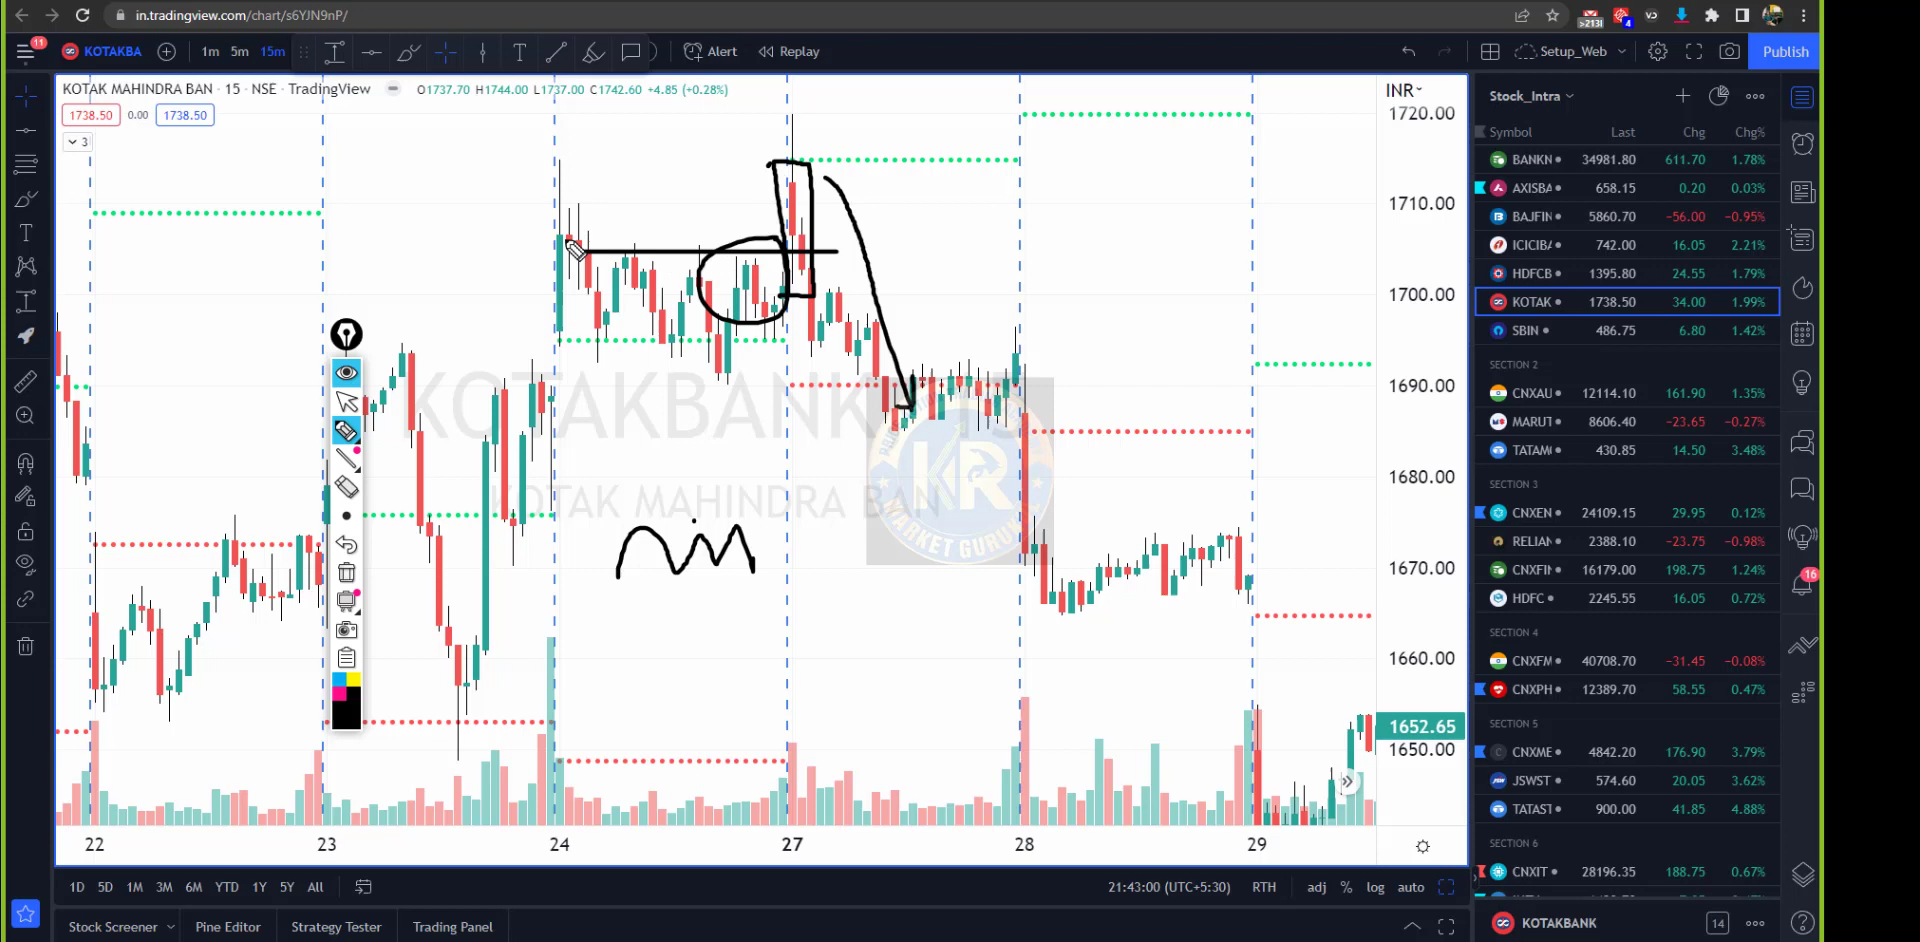 in.tradingview.com/chart/s6YJN9nP/
>213
4
11
KOTAKBA
1m 5m 15m
Alert
Replay
Setup_Web
Publish
KOTAK MAHINDRA BAN · 15 · NSE · TradingView
O1737.70 H1744.00 L1737.00 C1742.60 +4.85 (+0.28%)
1738.50 0.00 1738.50
3
INR
1720.00
1710.00
1700.00
1690.00
1680.00
1670.00
1660.00
1652.65
1650.00
KOTAKBANK, 15
KOTAK MAHINDRA BAN
KR
MARKET GURUKUL
22 23 24 27 28 29
1D 5D 1M 3M 6M YTD 1Y 5Y All
21:43:00 (UTC+5:30) RTH adj % log auto
Stock Screener Pine Editor Strategy Tester Trading Panel
Stock_Intra
Symbol Last Chg Chg%
BANKN 34981.80 611.70 1.78%
AXISBA 658.15 0.20 0.03%
BAJFIN 5860.70 −56.00 −0.95%
ICICIBA 742.00 16.05 2.21%
HDFCB 1395.80 24.55 1.79%
KOTAK 1738.50 34.00 1.99%
SBIN 486.75 6.80 1.42%
SECTION 2
CNXAU 12114.10 161.90 1.35%
MARUT 8606.40 −23.65 −0.27%
TATAM 430.85 14.50 3.48%
SECTION 3
CNXEN 24109.15 29.95 0.12%
RELIAN 2388.10 −23.75 −0.98%
CNXFIN 16179.00 198.75 1.24%
HDFC 2245.55 16.05 0.72%
SECTION 4
CNXFM 40708.70 −31.45 −0.08%
CNXPH 12389.70 58.55 0.47%
SECTION 5
CNXME 4842.20 176.90 3.79%
JSWST 574.60 20.05 3.62%
TATAST 900.00 41.85 4.88%
SECTION 6
CNXIT 28196.35 188.75 0.67%
KOTAKBANK
14
16